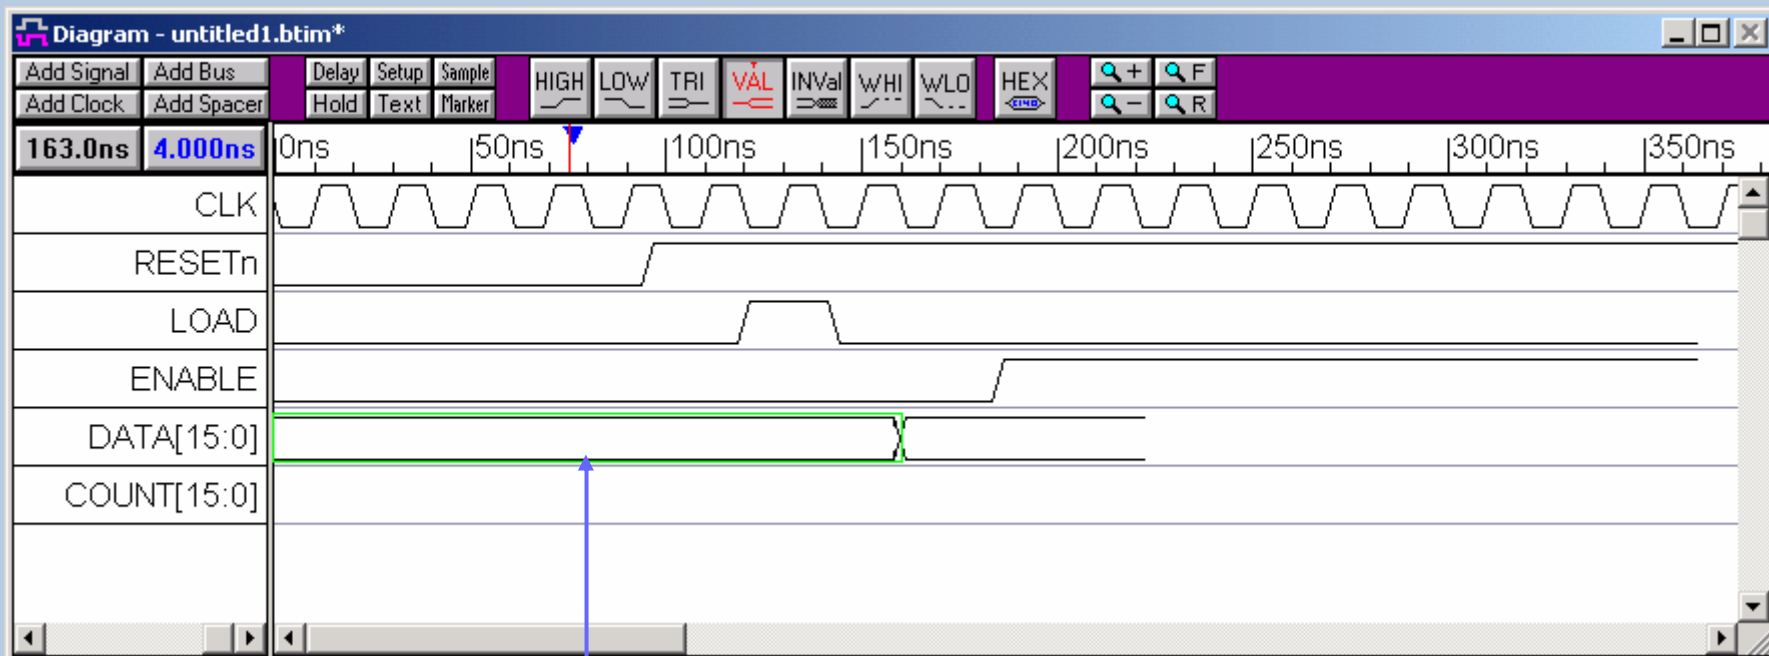 Diagram - untitled1.btim*
Add Signal Add Bus Delay Setup Sample HIGH LOW TRI VAL INVal WHI WLO HEX + F
Add Clock Add Spacer Hold Text Marker - R
163.0ns 4.000ns 0ns 50ns 100ns 150ns 200ns 250ns 300ns 350ns
CLK
RESETn
LOAD
ENABLE
DATA[15:0]
COUNT[15:0]